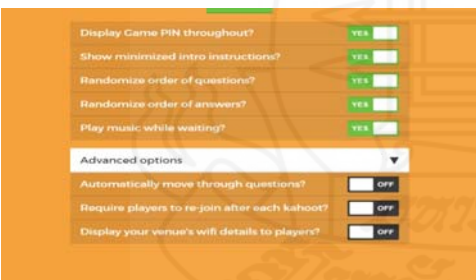 Display Game PIN throughout? YES
Show minimized intro instructions? YES
Randomize order of questions? YES
Randomize order of answers? YES
Play music while waiting? YES
Advanced options
Automatically move through questions? OFF
Require players to re-join after each kahoot? OFF
Display your venue's wifi details to players? OFF